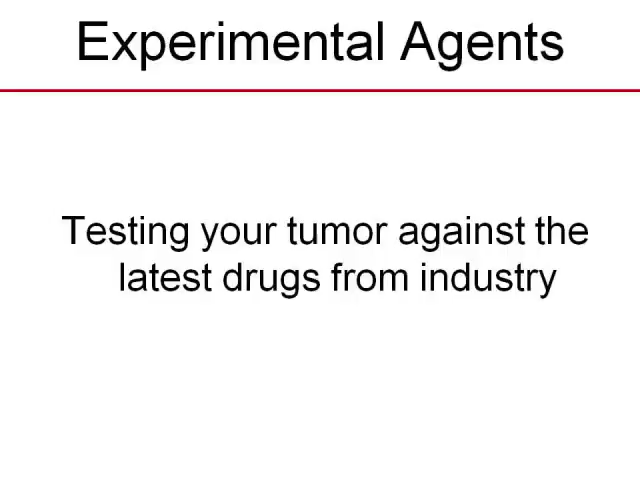 Experimental Agents
Testing your tumor against the
latest drugs from industry